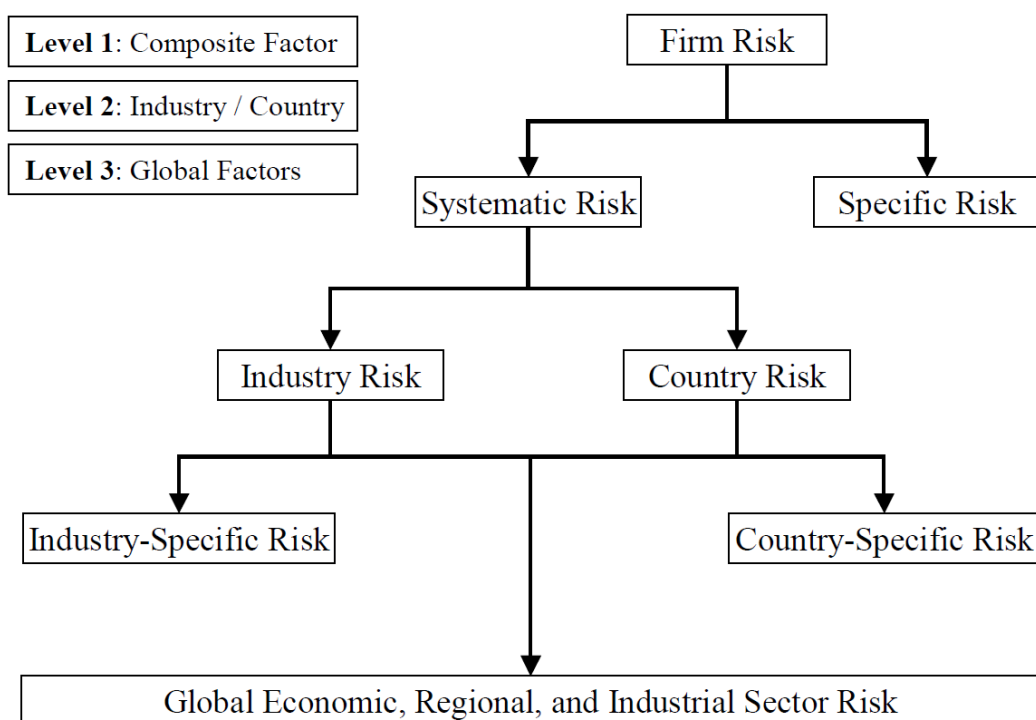 Level 1: Composite Factor
Level 2: Industry / Country
Level 3: Global Factors
Firm Risk
Systematic Risk
Specific Risk
Industry Risk
Country Risk
Industry-Specific Risk
Country-Specific Risk
Global Economic, Regional, and Industrial Sector Risk